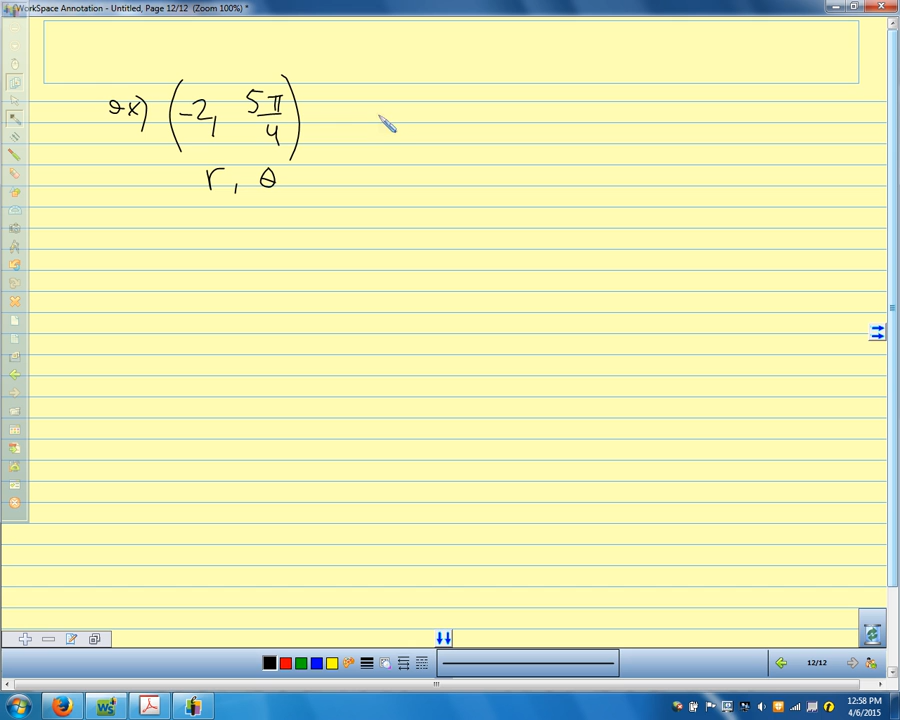 WorkSpace Annotation - Untitled, Page 12/12 (Zoom 100%) *
ex) (-2, 5π/4)
r, θ
12/12
12:58 PM
4/6/2015